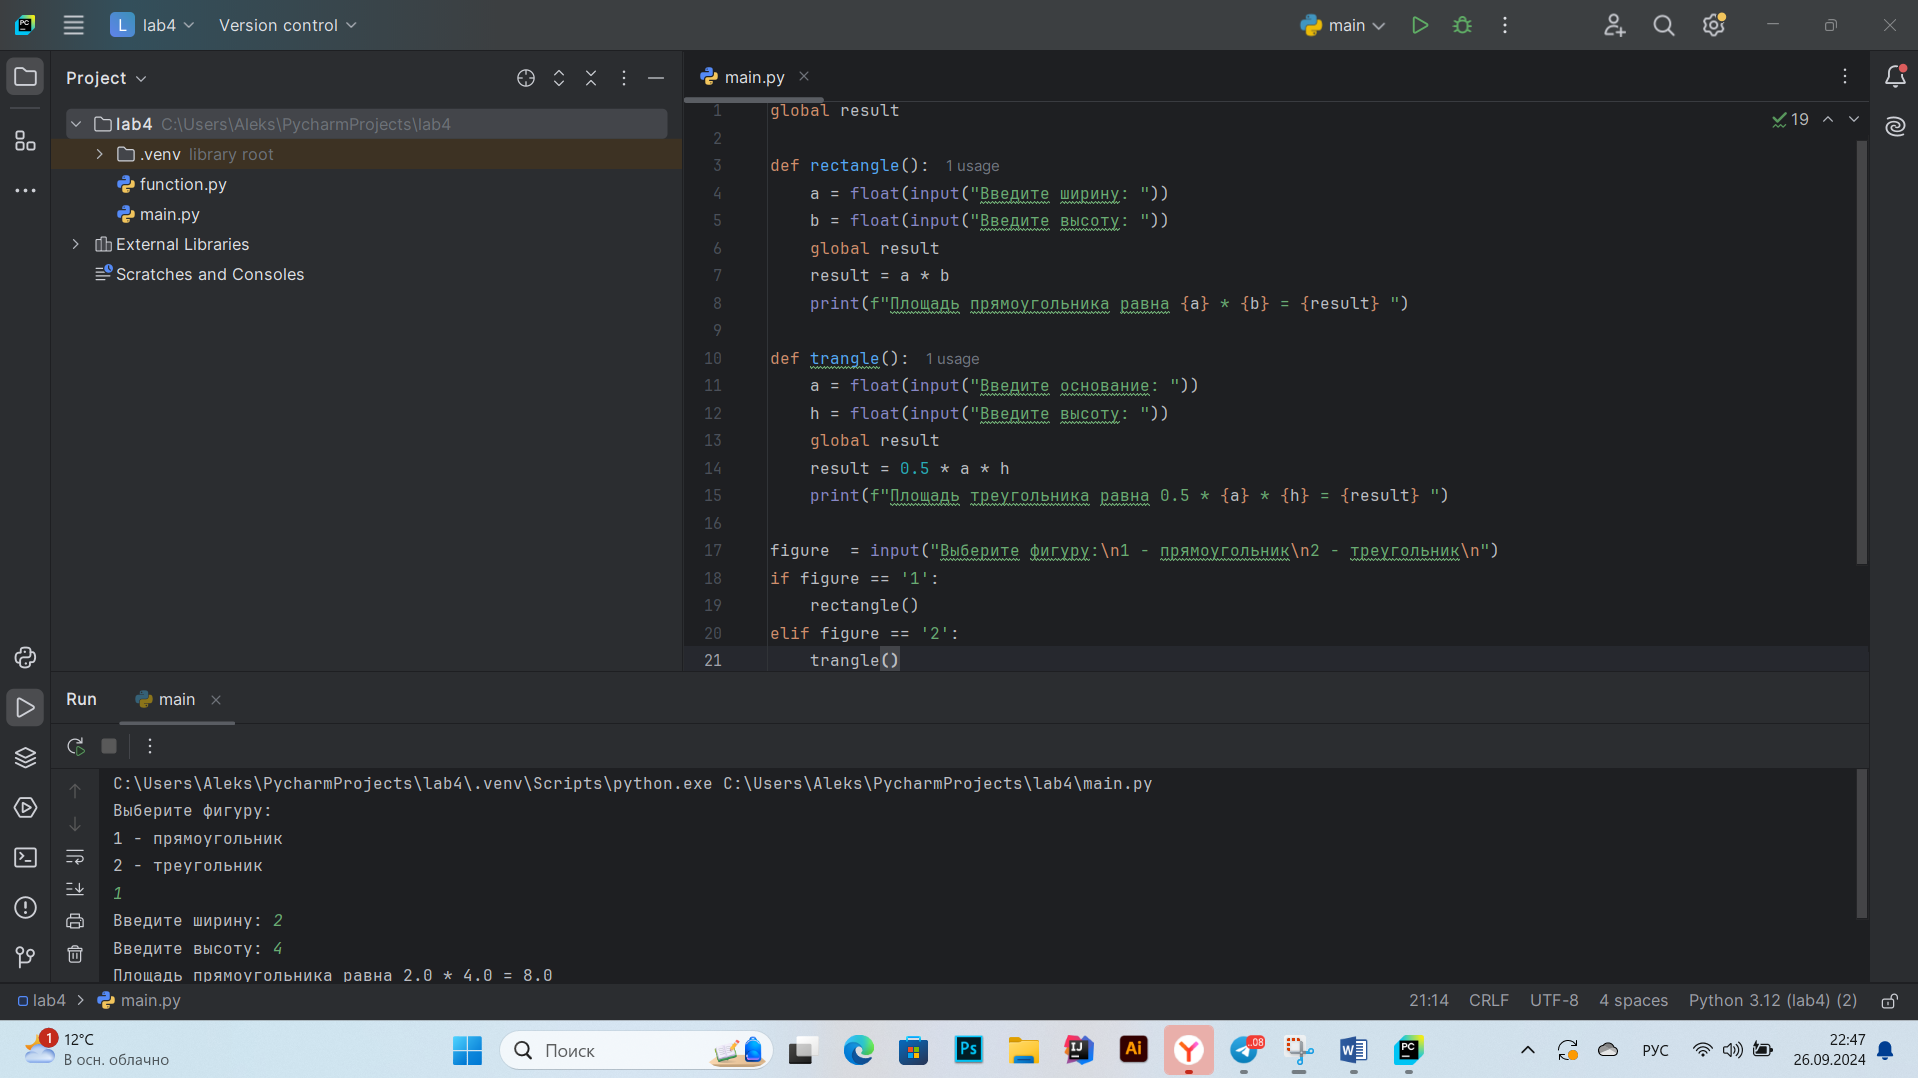 L lab4 Version control main
Project
main.py
lab4 C:\Users\Aleks\PycharmProjects\lab4
.venv library root
function.py
main.py
External Libraries
Scratches and Consoles
19
1 global result
2
3 def rectangle(): 1 usage
4 a = float(input("Введите ширину: "))
5 b = float(input("Введите высоту: "))
6 global result
7 result = a * b
8 print(f"Площадь прямоугольника равна {a} * {b} = {result} ")
9
10 def trangle(): 1 usage
11 a = float(input("Введите основание: "))
12 h = float(input("Введите высоту: "))
13 global result
14 result = 0.5 * a * h
15 print(f"Площадь треугольника равна 0.5 * {a} * {h} = {result} ")
16
17 figure  = input("Выберите фигуру:\n1 - прямоугольник\n2 - треугольник\n")
18 if figure == '1':
19 rectangle()
20 elif figure == '2':
21 trangle()
Run main
C:\Users\Aleks\PycharmProjects\lab4\.venv\Scripts\python.exe C:\Users\Aleks\PycharmProjects\lab4\main.py
Выберите фигуру:
1 - прямоугольник
2 - треугольник
1
Введите ширину: 2
Введите высоту: 4
Площадь прямоугольника равна 2.0 * 4.0 = 8.0
lab4 > main.py 21:14 CRLF UTF-8 4 spaces Python 3.12 (lab4) (2)
1 12°C
В осн. облачно
Поиск
Ps
IJ
Ai
Y
..08
W
PC
РУС
22:47
26.09.2024